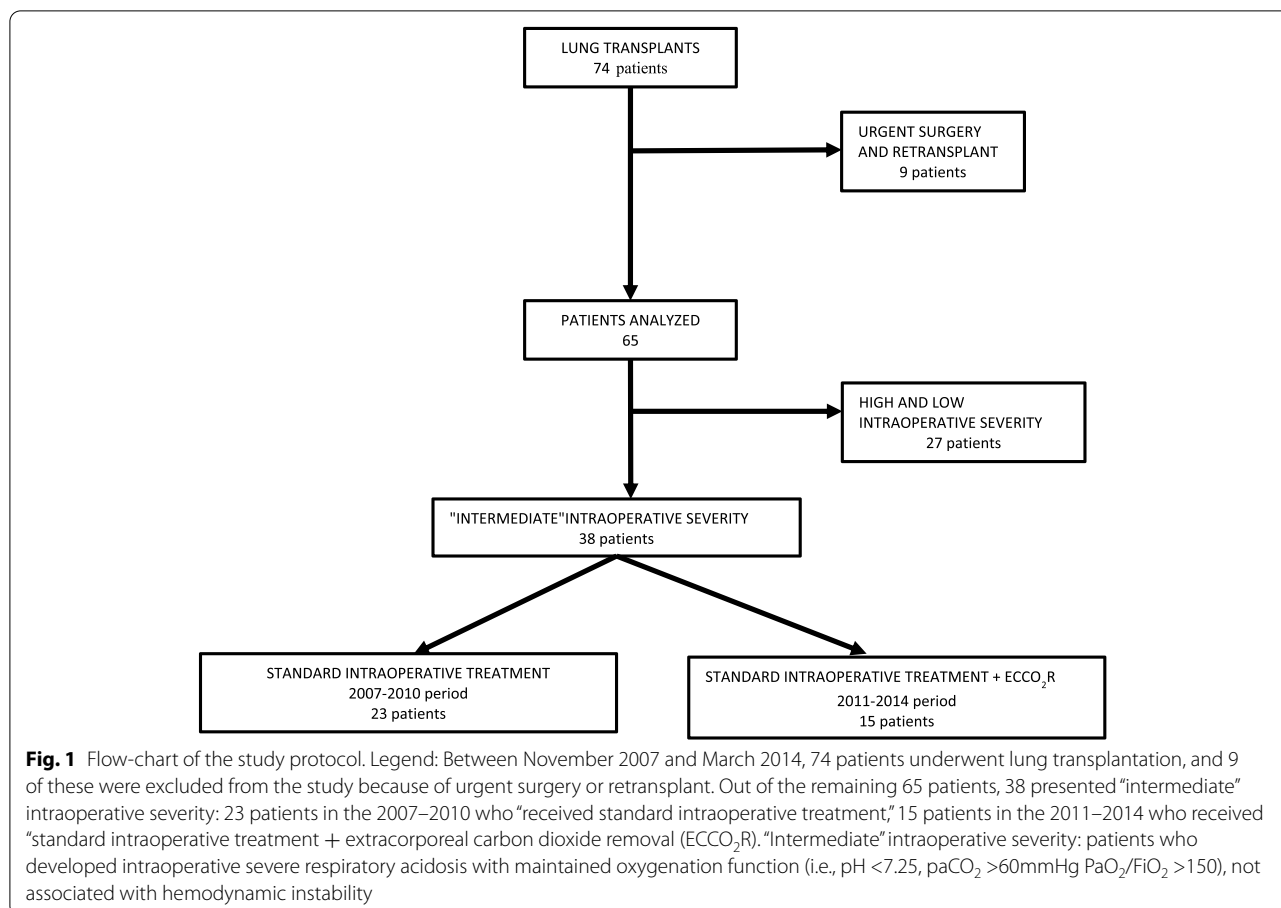 LUNG TRANSPLANTS
74 patients
URGENT SURGERY
AND RETRANSPLANT
9 patients
PATIENTS ANALYZED
65
HIGH AND LOW
INTRAOPERATIVE SEVERITY
27 patients
"INTERMEDIATE"INTRAOPERATIVE SEVERITY
38 patients
STANDARD INTRAOPERATIVE TREATMENT
2007-2010 period
23 patients
STANDARD INTRAOPERATIVE TREATMENT + ECCO₂R
2011-2014 period
15 patients
Fig. 1 Flow-chart of the study protocol. Legend: Between November 2007 and March 2014, 74 patients underwent lung transplantation, and 9
of these were excluded from the study because of urgent surgery or retransplant. Out of the remaining 65 patients, 38 presented “intermediate”
intraoperative severity: 23 patients in the 2007–2010 who “received standard intraoperative treatment,” 15 patients in the 2011–2014 who received
“standard intraoperative treatment + extracorporeal carbon dioxide removal (ECCO₂R). “Intermediate” intraoperative severity: patients who
developed intraoperative severe respiratory acidosis with maintained oxygenation function (i.e., pH <7.25, paCO₂ >60mmHg PaO₂/FiO₂ >150), not
associated with hemodynamic instability